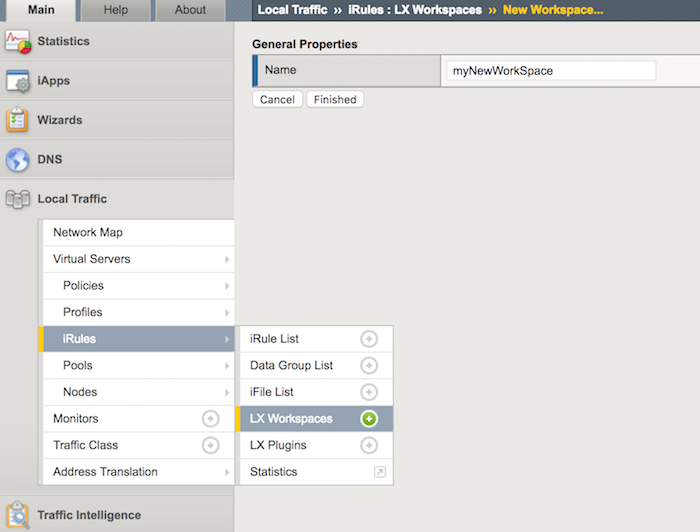 Main Help About
Local Traffic ›› iRules : LX Workspaces ›› New Workspace...
Statistics
iApps
Wizards
DNS
Local Traffic
Network Map
Virtual Servers
Policies
Profiles
iRules
Pools
Nodes
Monitors
Traffic Class
Address Translation
Traffic Intelligence
General Properties
Name myNewWorkSpace
Cancel Finished
iRule List
Data Group List
iFile List
LX Workspaces
LX Plugins
Statistics